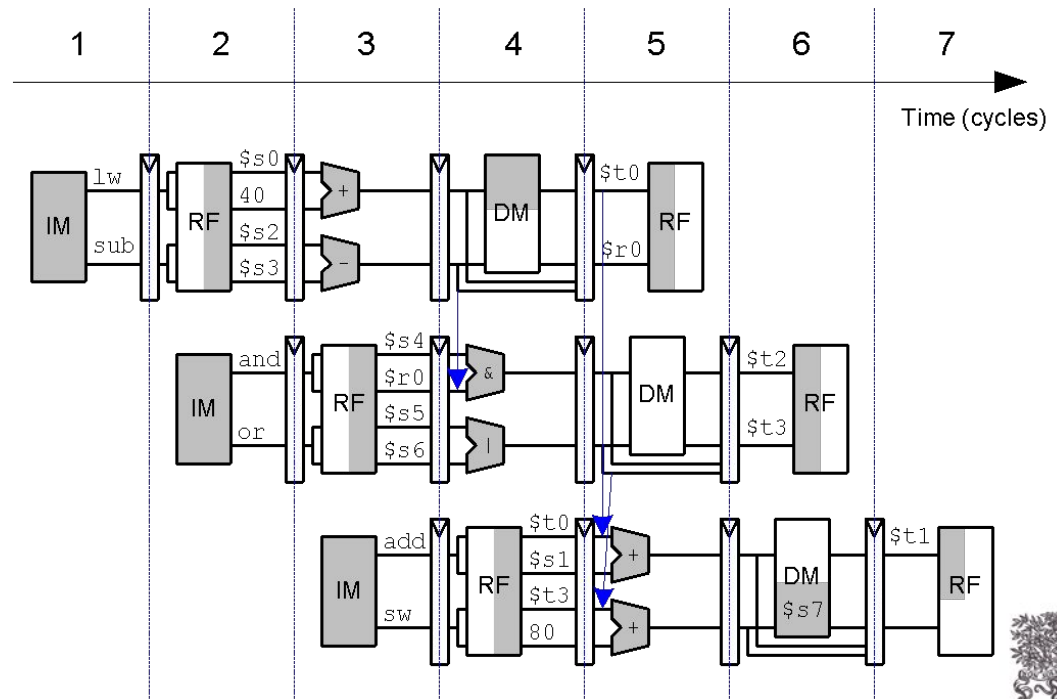 1 2 3 4 5 6 7
Time (cycles)
IM
lw
sub
RF
$s0
40
$s2
$s3
+
-
DM
$t0
$r0
RF
IM
and
or
RF
$s4
$r0
$s5
$s6
&
|
DM
$t2
$t3
RF
IM
add
sw
RF
$t0
$s1
$t3
80
+
+
DM
$s7
$t1
RF